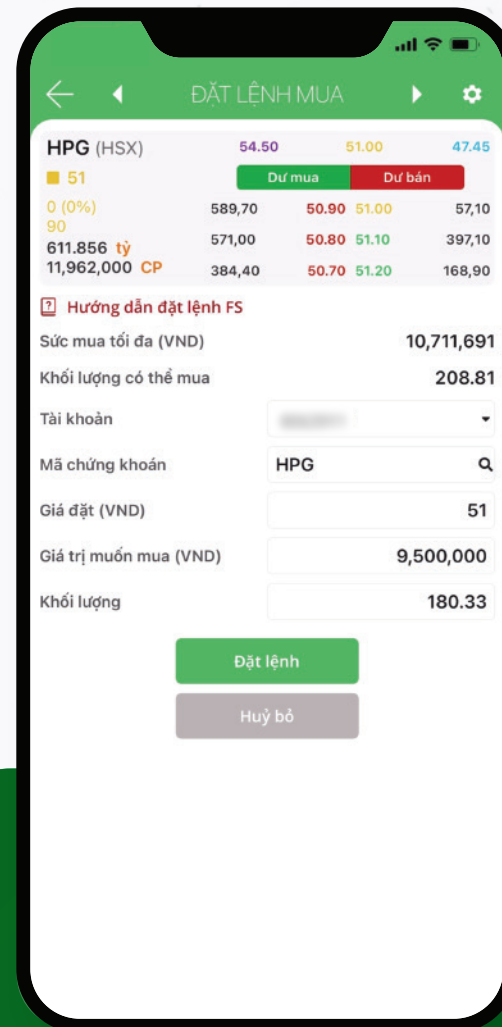 ĐẶT LỆNH MUA
HPG (HSX) 54.50 51.00 47.45
51 Dư mua Dư bán
0 (0%) 589,70 50.90 51.00 57,10
90
611.856 tỷ 571,00 50.80 51.10 397,10
11,962,000 CP 384,40 50.70 51.20 168,90
? Hướng dẫn đặt lệnh FS
Sức mua tối đa (VND) 10,711,691
Khối lượng có thể mua 208.81
Tài khoản
Mã chứng khoán HPG
Giá đặt (VND) 51
Giá trị muốn mua (VND) 9,500,000
Khối lượng 180.33
Đặt lệnh
Huỷ bỏ